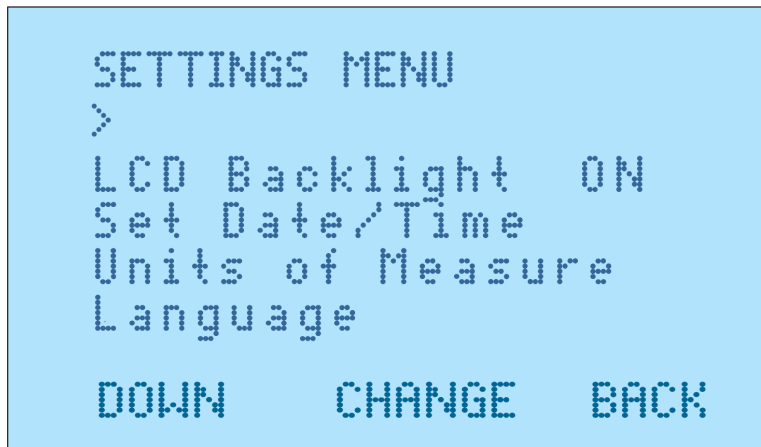 SETTINGS MENU
>
LCD Backlight ON
Set Date/Time
Units of Measure
Language
DOWN CHANGE BACK